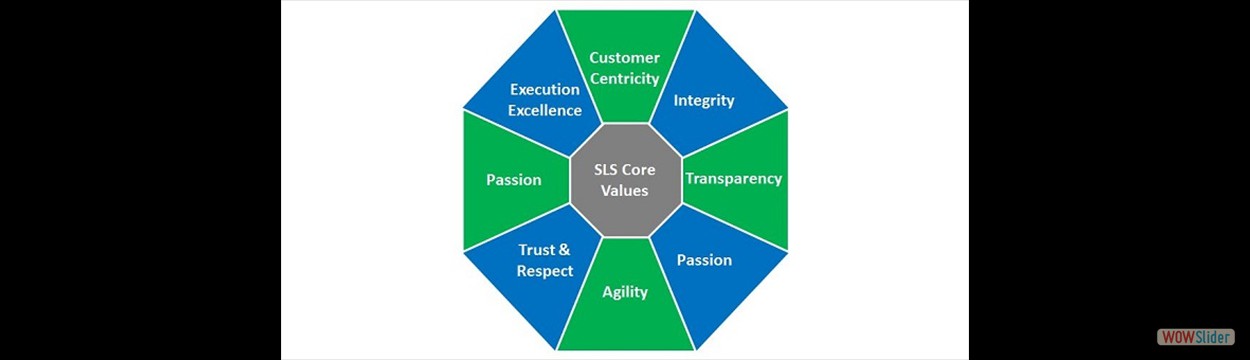 Customer
Centricity
Execution
Excellence
Integrity
Passion
SLS Core
Values
Transparency
Trust &
Respect
Passion
Agility
WOWSlider